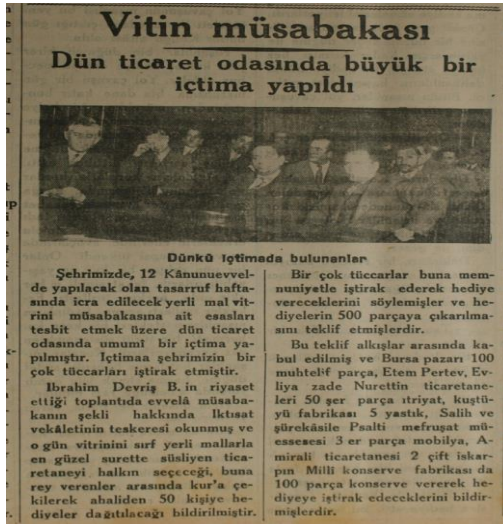 Vitin müsabakası
Dün ticaret odasında büyük bir
içtima yapıldı
Dünkü içtimada bulunanlar
Şehrimizde, 12 Kânunuevvel-
de yapılacak olan tasarruf hafta-
sında icra edilecek yerli mal vit-
rini müsabakasına ait esasları
tesbit etmek üzere dün ticaret
odasında umumî bir içtima ya-
pılmıştır. İçtimaa şehrimizin bir
çok tüccarları iştirak etmiştir.
Ibrahim Devriş B. in riyaset
ettiği toplantıda evvelâ müsaba-
kanın şekli hakkında Iktısat
vekâletinin teskeresi okunmuş ve
o gün vitrinini sırf yerli mallarla
en güzel surette süsliyen tica-
retaneyi halkın seçeceği, buna
rey verenler arasında kur'a çe-
kilerek ahaliden 50 kişiye he-
diyeler dağıtılacağı bildirilmiştir.
Bir çok tüccarlar buna mem-
nuniyetle iştirak ederek hediye
vereceklerini söylemişler ve he-
diyelerin 500 parçaya çıkarılma-
sını teklif etmişlerdir.
Bu teklif alkışlar arasında ka-
bul edilmiş ve Bursa pazarı 100
muhtelif parça, Etem Pertev, Ev-
liya zade Nurettin ticaretane-
leri 50 şer parça ıtriyat, kuştü-
yü fabrikası 5 yastık, Salih ve
şürekâsile Psalti mefruşat mü-
essesesi 3 er parça mobilya, A-
mirali ticaretanesi 2 çift iskar-
pın Milli konserve fabrikası da
100 parça konserve vererek he-
diyeye iştirak edeceklerini bildir-
mişlerdir.